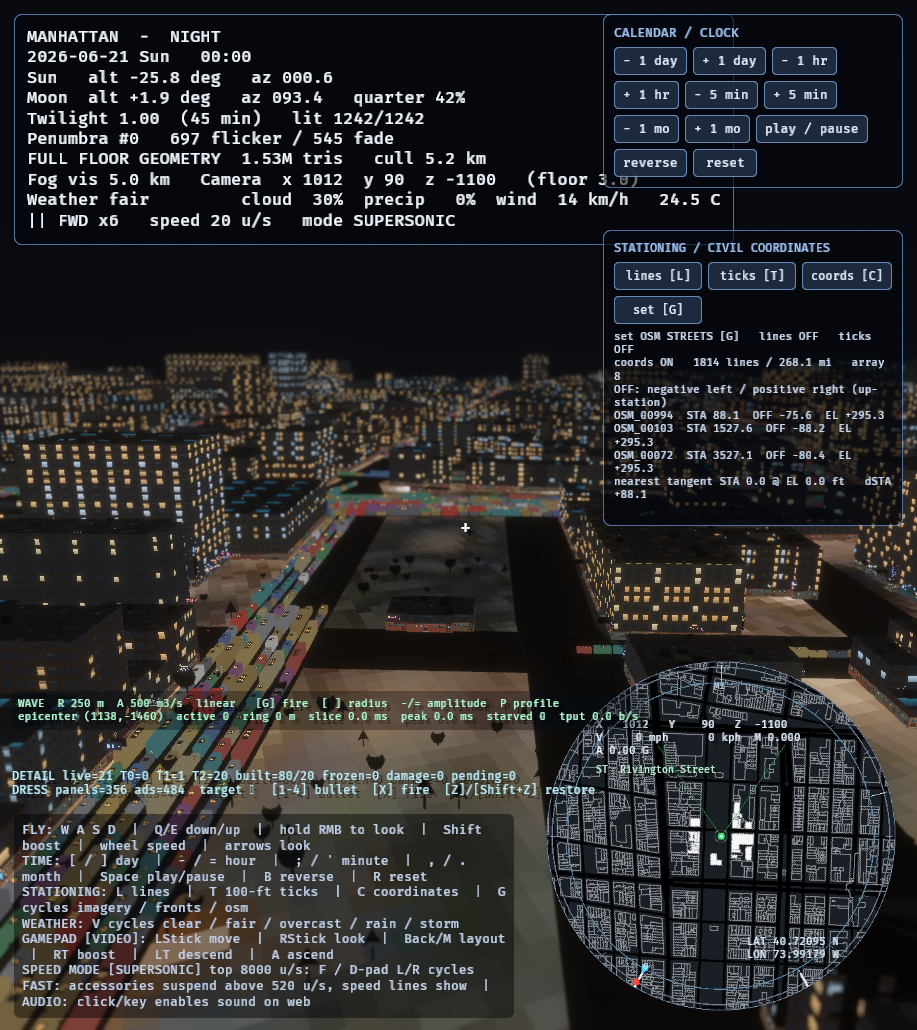 MANHATTAN - NIGHT
2026-06-21 Sun 00:00
Sun alt -25.8 deg az 000.6
Moon alt +1.9 deg az 093.4 quarter 42%
Twilight 1.00 (45 min) lit 1242/1242
Penumbra #0 697 flicker / 545 fade
FULL FLOOR GEOMETRY 1.53M tris cull 5.2 km
Fog vis 5.0 km Camera x 1012 y 90 z -1100 (floor 3.0)
Weather fair cloud 30% precip 0% wind 14 km/h 24.5 C
|| FWD x6 speed 20 u/s mode SUPERSONIC
CALENDAR / CLOCK
- 1 day + 1 day - 1 hr
+ 1 hr - 5 min + 5 min
- 1 mo + 1 mo play / pause
reverse reset
STATIONING / CIVIL COORDINATES
lines [L] ticks [T] coords [C]
set [G]
set OSM STREETS [G] lines OFF ticks
OFF
coords ON 1814 lines / 268.1 mi array
8
OFF: negative left / positive right (up-
station)
OSM_00994 STA 88.1 OFF -75.6 EL +295.3
OSM_00103 STA 1527.6 OFF -88.2 EL
+295.3
OSM_00072 STA 3527.1 OFF -80.4 EL
+295.3
nearest tangent STA 0.0 @ EL 0.0 ft dSTA
+88.1
WAVE R 250 m A 500 m3/s linear [G] fire [ ] radius -/= amplitude P profile
epicenter (1138,-1460) active 0 ring 0 m slice 0.0 ms peak 0.0 ms starved 0 tput 0.0 b/s
DETAIL live=21 T0=0 T1=1 T2=20 built=80/20 frozen=0 damage=0 pending=0
DRESS panels=356 ads=484 target [1-4] bullet [x] fire [Z]/[Shift+Z] restore
FLY: W A S D | Q/E down/up | hold RMB to look | Shift
boost | wheel speed | arrows look
TIME: [ / ] day | - / = hour | ; / ' minute | , / .
month | Space play/pause | B reverse | R reset
STATIONING: L lines | T 100-ft ticks | C coordinates | G
cycles imagery / fronts / osm
WEATHER: V cycles clear / fair / overcast / rain / storm
GAMEPAD [VIDEO]: LStick move | RStick look | Back/M layout
| RT boost | LT descend | A ascend
SPEED MODE [SUPERSONIC] top 8000 u/s: F / D-pad L/R cycles
FAST: accessories suspend above 520 u/s, speed lines show |
AUDIO: click/key enables sound on web
X 1012 Y 90 Z -1100
V 0 mph 0 kph M 0.000
A 0.00 G
ST Rivington Street
LAT 40.72095 N
LON 73.99179 W